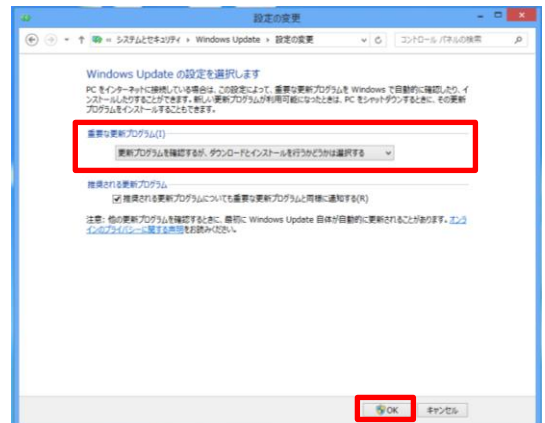 設定の変更
システムとセキュリティ › Windows Update › 設定の変更
コントロール パネルの検索
Windows Update の設定を選択します
PC をインターネットに接続している場合は、この設定によって、重要な更新プログラムを Windows で自動的に確認したり、イ
ンストールしたりすることができます。新しい更新プログラムが利用可能になったときは、PC をシャットダウンするときに、その更新
プログラムをインストールすることもできます。
重要な更新プログラム(I)
更新プログラムを確認するが、ダウンロードとインストールを行うかどうかは選択する
推奨される更新プログラム
推奨される更新プログラムについても重要な更新プログラムと同様に通知する(R)
注意: 他の更新プログラムを確認するときに、最初に Windows Update 自体が自動的に更新されることがあります。オンラ
インのプライバシーに関する声明をお読みください。
OK
キャンセル